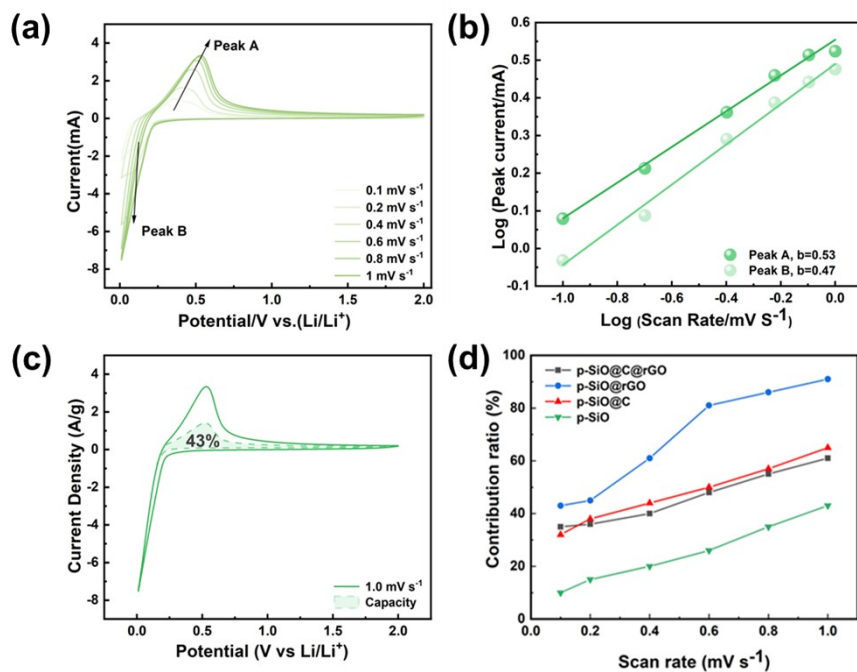 (a)
Peak A
Peak B
0.1 mV s⁻¹
0.2 mV s⁻¹
0.4 mV s⁻¹
0.6 mV s⁻¹
0.8 mV s⁻¹
1 mV s⁻¹
4
2
0
-2
-4
-6
-8
0.0 0.5 1.0 1.5 2.0
Current(mA)
Potential/V vs.(Li/Li⁺)
(b)
0.6
0.5
0.4
0.3
0.2
0.1
0.0
-0.1
-1.0 -0.8 -0.6 -0.4 -0.2 0.0
Peak A, b=0.53
Peak B, b=0.47
Log (Peak current/mA)
Log (Scan Rate/mV S⁻¹)
(c)
43%
1.0 mV s⁻¹
Capacity
4
2
0
-2
-4
-6
-8
0.0 0.5 1.0 1.5 2.0
Current Density (A/g)
Potential (V vs Li/Li⁺)
(d)
p-SiO@C@rGO
p-SiO@rGO
p-SiO@C
p-SiO
100
80
60
40
20
0
0.2 0.4 0.6 0.8 1.0
Contribution ratio (%)
Scan rate (mV s⁻¹)